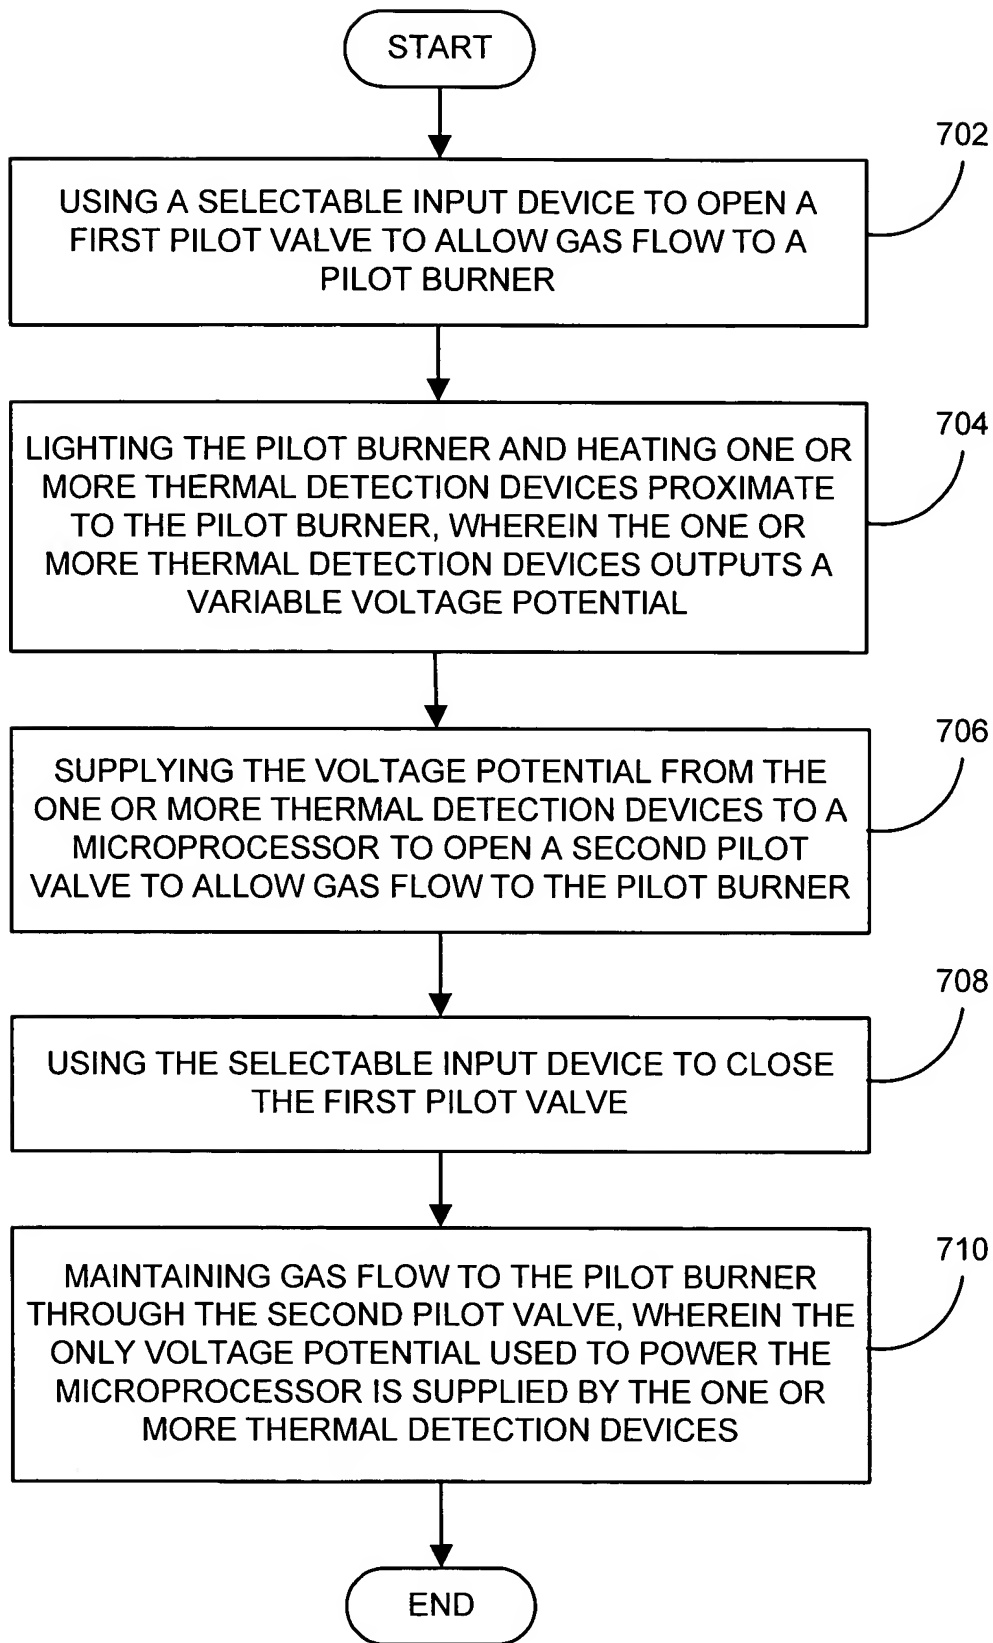 START
702
USING A SELECTABLE INPUT DEVICE TO OPEN A
FIRST PILOT VALVE TO ALLOW GAS FLOW TO A
PILOT BURNER
704
LIGHTING THE PILOT BURNER AND HEATING ONE OR
MORE THERMAL DETECTION DEVICES PROXIMATE
TO THE PILOT BURNER, WHEREIN THE ONE OR
MORE THERMAL DETECTION DEVICES OUTPUTS A
VARIABLE VOLTAGE POTENTIAL
706
SUPPLYING THE VOLTAGE POTENTIAL FROM THE
ONE OR MORE THERMAL DETECTION DEVICES TO A
MICROPROCESSOR TO OPEN A SECOND PILOT
VALVE TO ALLOW GAS FLOW TO THE PILOT BURNER
708
USING THE SELECTABLE INPUT DEVICE TO CLOSE
THE FIRST PILOT VALVE
710
MAINTAINING GAS FLOW TO THE PILOT BURNER
THROUGH THE SECOND PILOT VALVE, WHEREIN THE
ONLY VOLTAGE POTENTIAL USED TO POWER THE
MICROPROCESSOR IS SUPPLIED BY THE ONE OR
MORE THERMAL DETECTION DEVICES
END